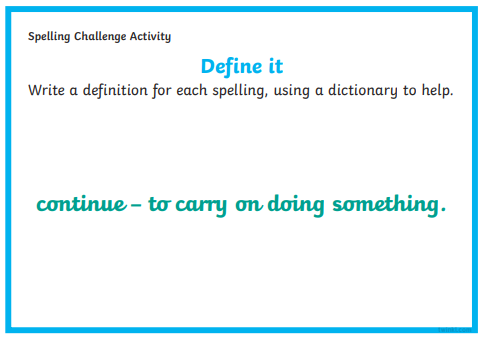 Spelling Challenge Activity
Define it
Write a definition for each spelling, using a dictionary to help.
continue – to carry on doing something.